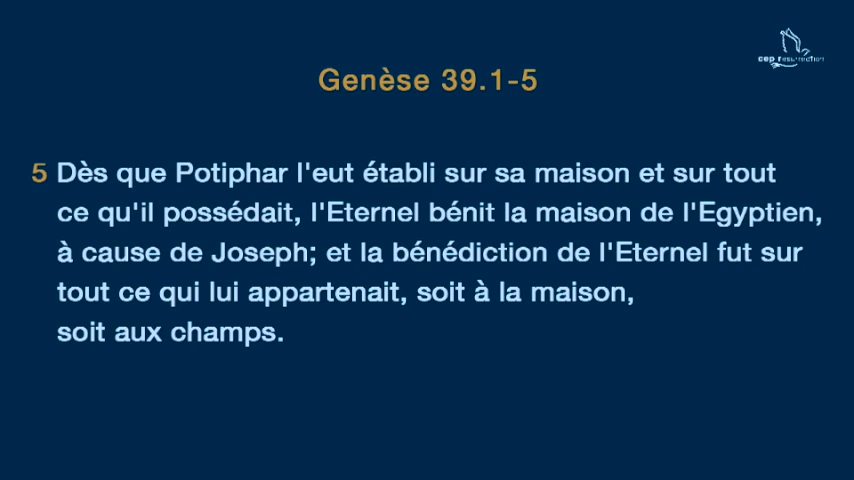 cep résurrection
Genèse 39.1-5
5 Dès que Potiphar l'eut établi sur sa maison et sur tout
ce qu'il possédait, l'Eternel bénit la maison de l'Egyptien,
à cause de Joseph; et la bénédiction de l'Eternel fut sur
tout ce qui lui appartenait, soit à la maison,
soit aux champs.